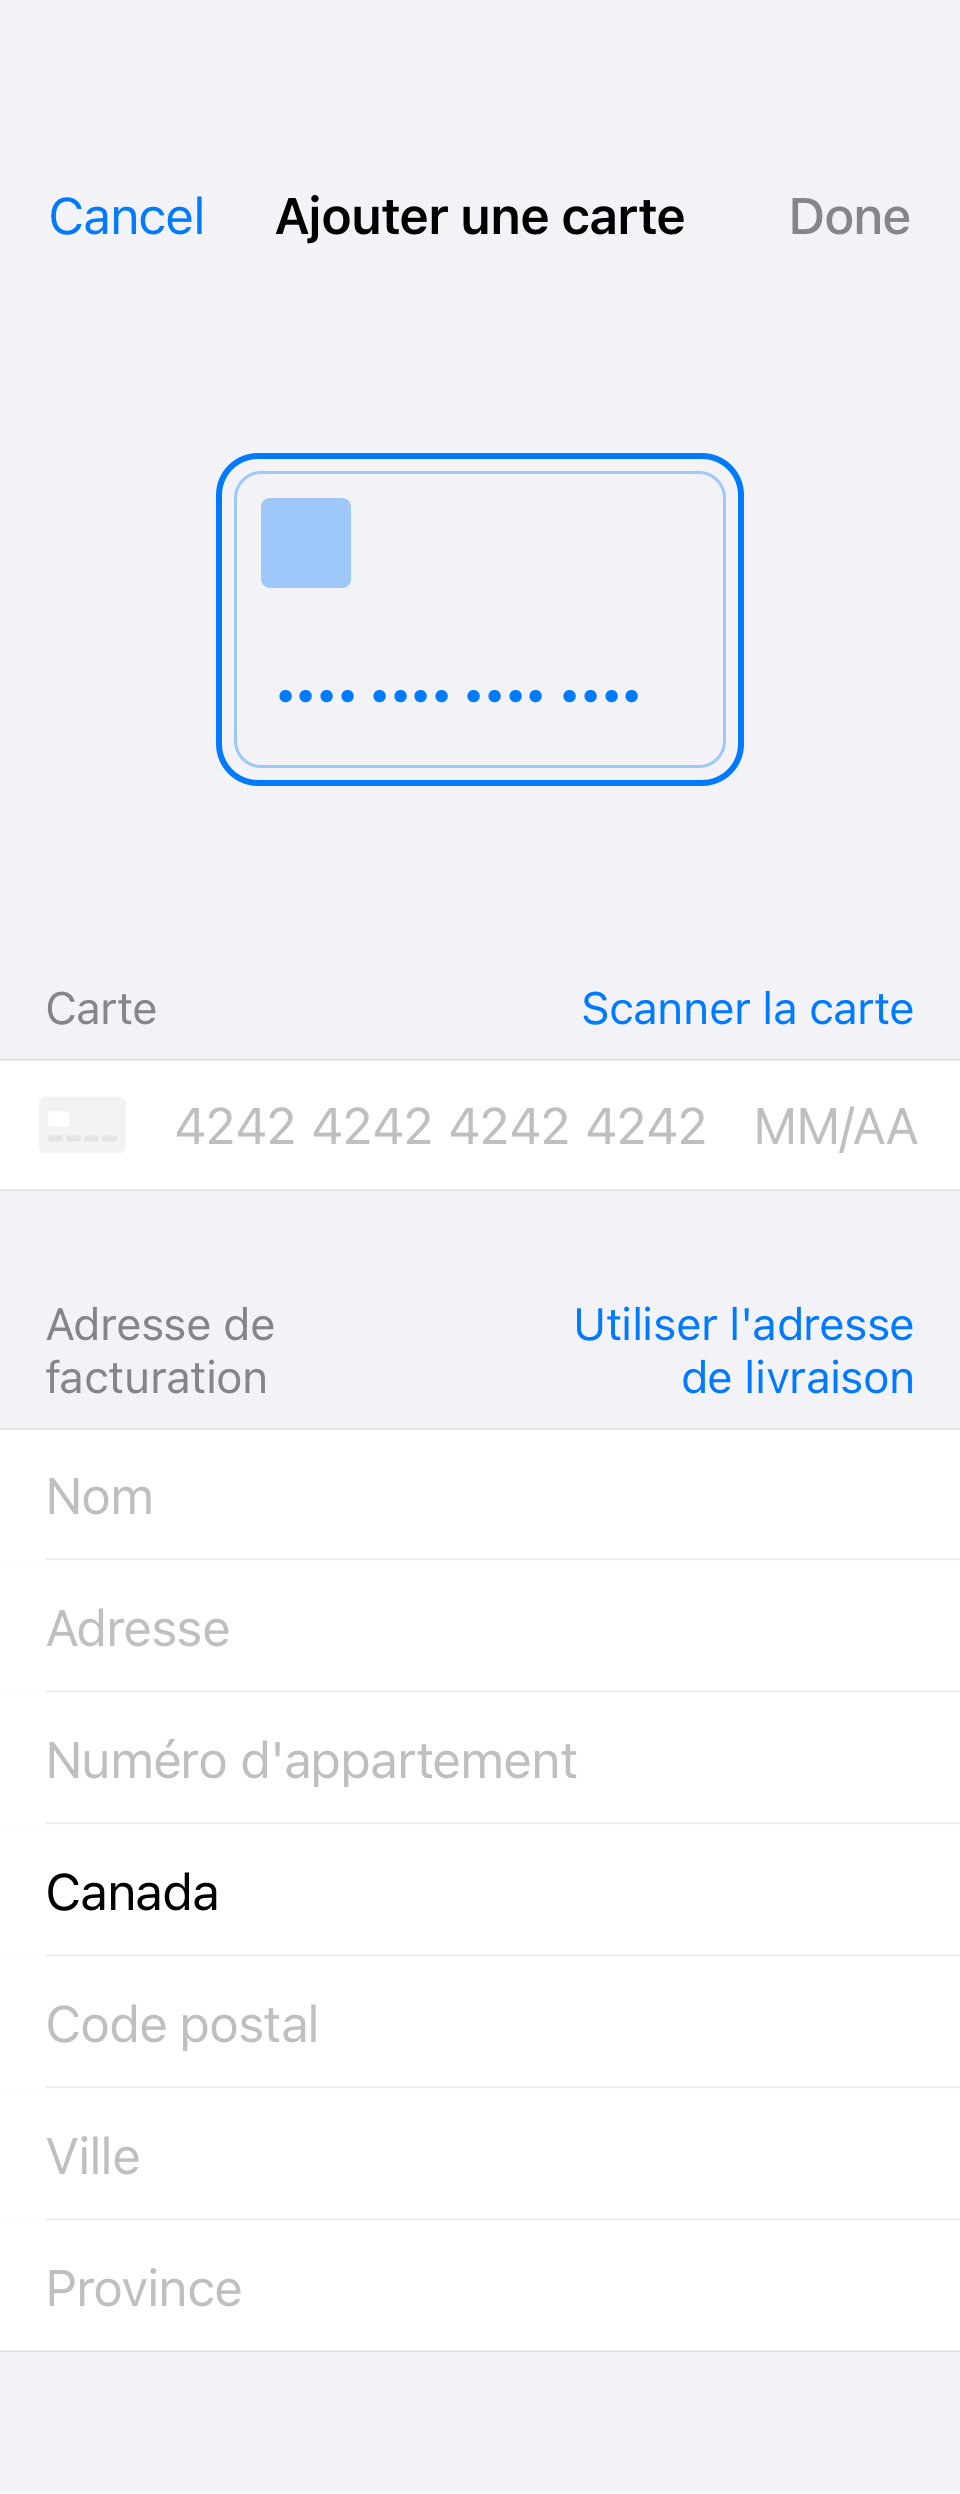 Cancel Ajouter une carte Done
•••• •••• •••• ••••
Carte Scanner la carte
4242 4242 4242 4242 MM/AA
Adresse de Utiliser l'adresse
facturation de livraison
Nom
Adresse
Numéro d'appartement
Canada
Code postal
Ville
Province